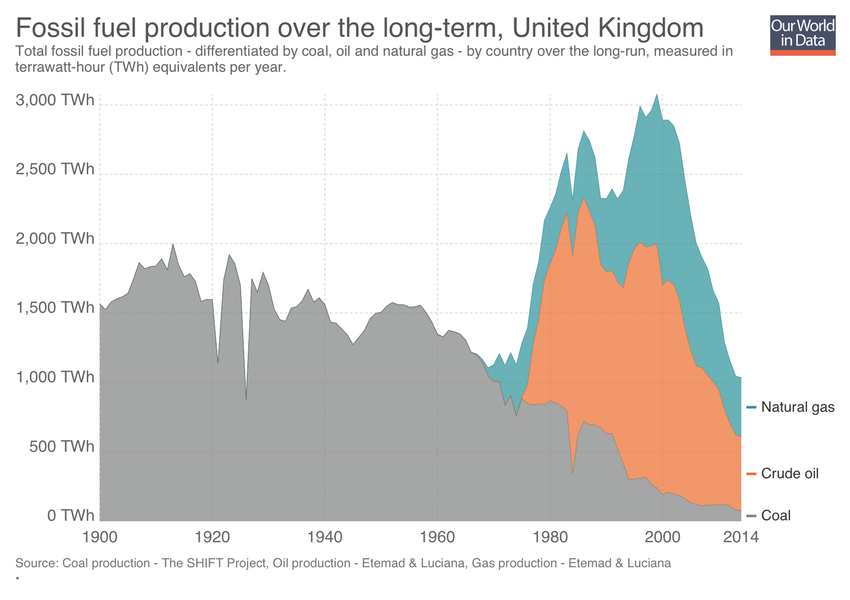 Fossil fuel production over the long-term, United Kingdom
Our World
in Data
Total fossil fuel production - differentiated by coal, oil and natural gas - by country over the long-run, measured in
terrawatt-hour (TWh) equivalents per year.
3,000 TWh
2,500 TWh
2,000 TWh
1,500 TWh
1,000 TWh
500 TWh
0 TWh
Natural gas
Crude oil
Coal
1900
1920
1940
1960
1980
2000
2014
Source: Coal production - The SHIFT Project, Oil production - Etemad & Luciana, Gas production - Etemad & Luciana